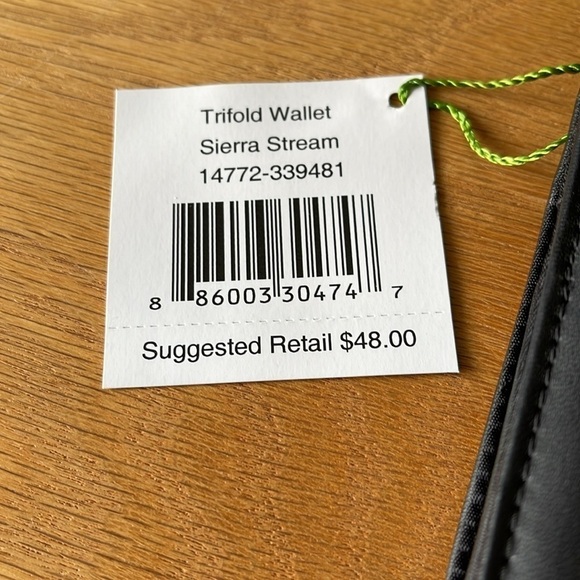 Trifold Wallet
Sierra Stream
14772-339481
8 86003 30474 7
Suggested Retail $48.00